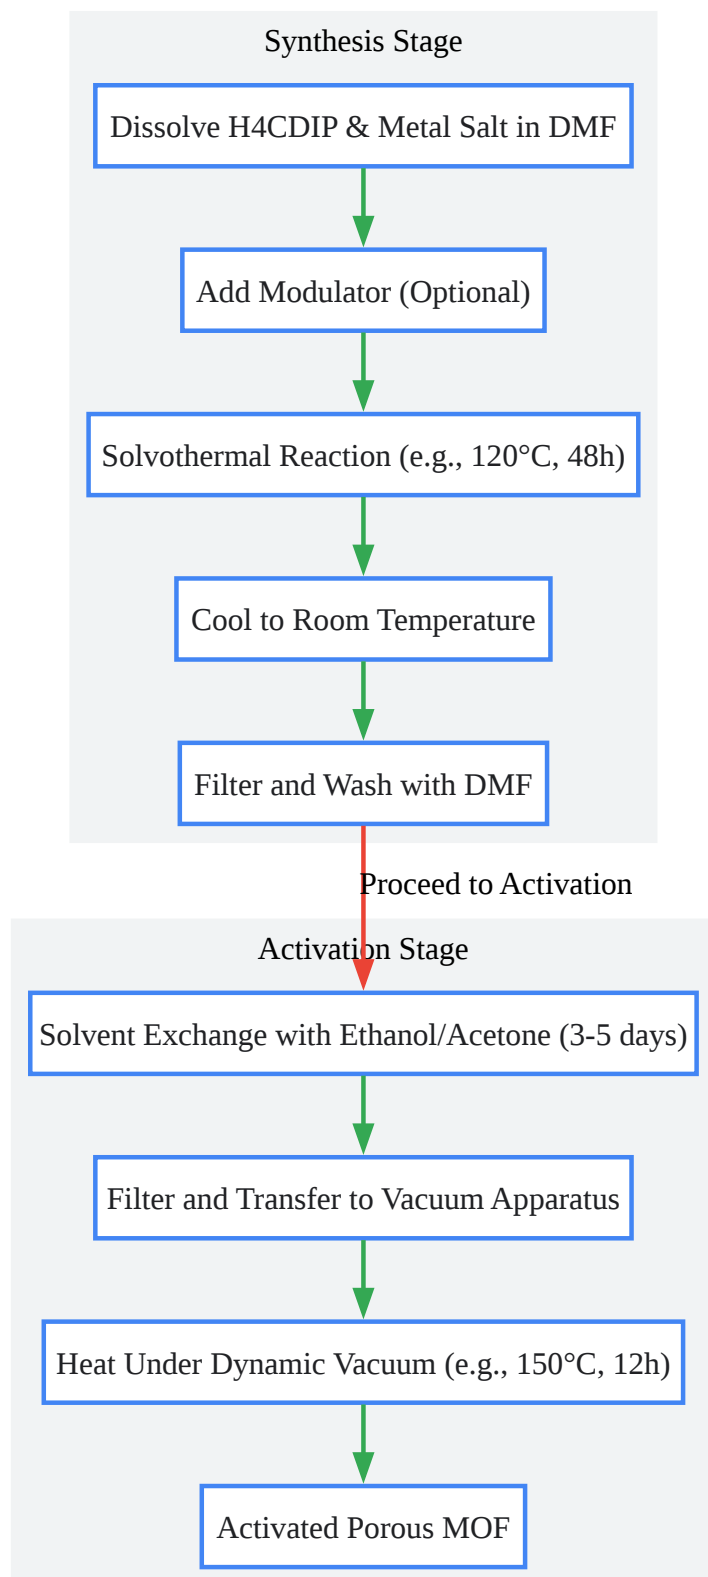 Synthesis Stage
Dissolve H4CDIP & Metal Salt in DMF
Add Modulator (Optional)
Solvothermal Reaction (e.g., 120°C, 48h)
Cool to Room Temperature
Filter and Wash with DMF
Proceed to Activation
Activation Stage
Solvent Exchange with Ethanol/Acetone (3-5 days)
Filter and Transfer to Vacuum Apparatus
Heat Under Dynamic Vacuum (e.g., 150°C, 12h)
Activated Porous MOF